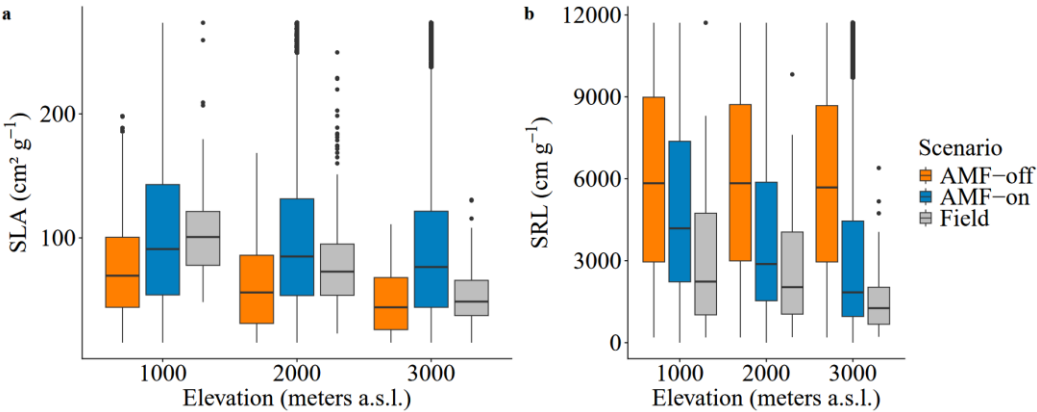 a
SLA (cm² g⁻¹)
200
100
1000 2000 3000
Elevation (meters a.s.l.)
b
SRL (cm g⁻¹)
12000
9000
6000
3000
0
1000 2000 3000
Elevation (meters a.s.l.)
Scenario
AMF−off
AMF−on
Field